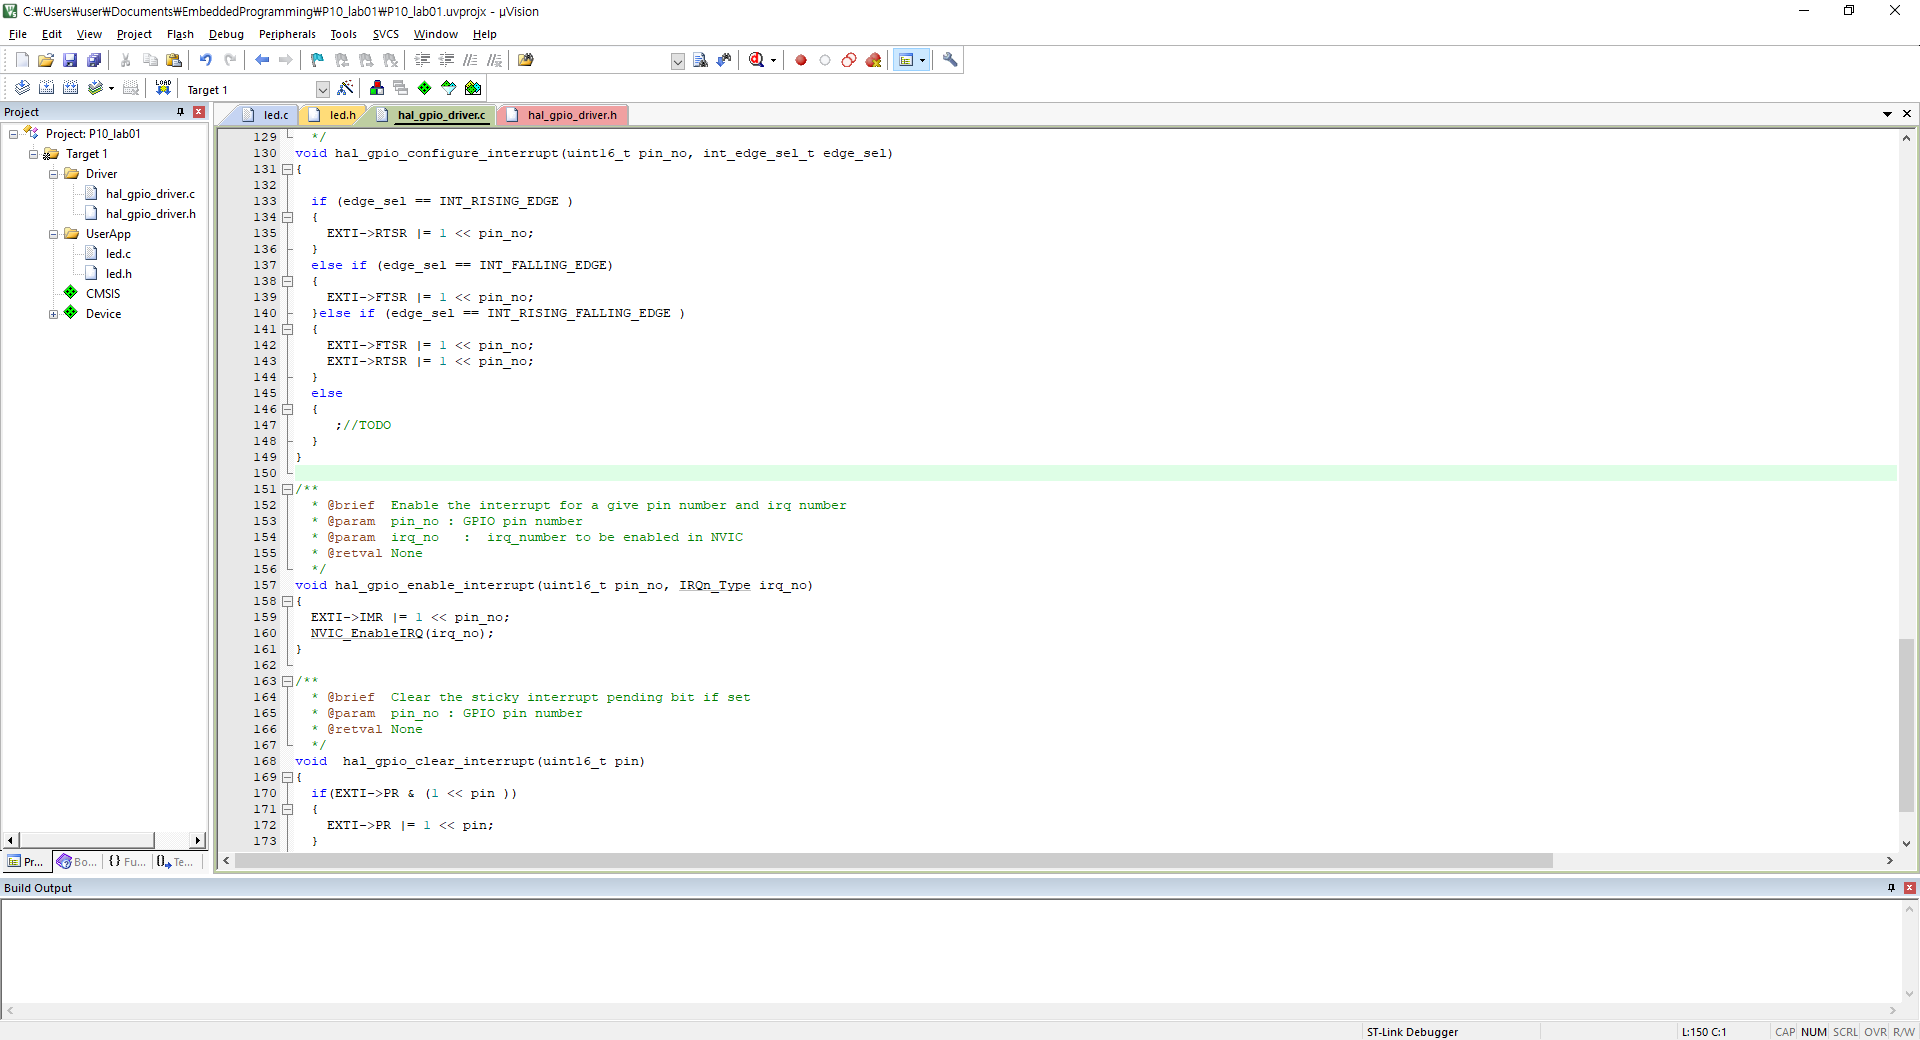 C:￦Users￦user￦Documents￦EmbeddedProgramming￦P10_lab01￦P10_lab01.uvprojx - µVision
File Edit View Project Flash Debug Peripherals Tools SVCS Window Help
LOAD
Target 1
Project
Project: P10_lab01
Target 1
Driver
hal_gpio_driver.c
hal_gpio_driver.h
UserApp
led.c
led.h
CMSIS
Device
Pr... Bo... {} Fu... Te...
led.c led.h hal_gpio_driver.c hal_gpio_driver.h
129 */
130 void hal_gpio_configure_interrupt(uint16_t pin_no, int_edge_sel_t edge_sel)
131 {
132
133 if (edge_sel == INT_RISING_EDGE )
134 {
135 EXTI->RTSR |= 1 << pin_no;
136 }
137 else if (edge_sel == INT_FALLING_EDGE)
138 {
139 EXTI->FTSR |= 1 << pin_no;
140 }else if (edge_sel == INT_RISING_FALLING_EDGE )
141 {
142 EXTI->FTSR |= 1 << pin_no;
143 EXTI->RTSR |= 1 << pin_no;
144 }
145 else
146 {
147 ;//TODO
148 }
149 }
150
151 /**
152 * @brief Enable the interrupt for a give pin number and irq number
153 * @param pin_no : GPIO pin number
154 * @param irq_no : irq_number to be enabled in NVIC
155 * @retval None
156 */
157 void hal_gpio_enable_interrupt(uint16_t pin_no, IRQn_Type irq_no)
158 {
159 EXTI->IMR |= 1 << pin_no;
160 NVIC_EnableIRQ(irq_no);
161 }
162
163 /**
164 * @brief Clear the sticky interrupt pending bit if set
165 * @param pin_no : GPIO pin number
166 * @retval None
167 */
168 void hal_gpio_clear_interrupt(uint16_t pin)
169 {
170 if(EXTI->PR & (1 << pin ))
171 {
172 EXTI->PR |= 1 << pin;
173 }
Build Output
ST-Link Debugger L:150 C:1 CAP NUM SCRL OVR R/W